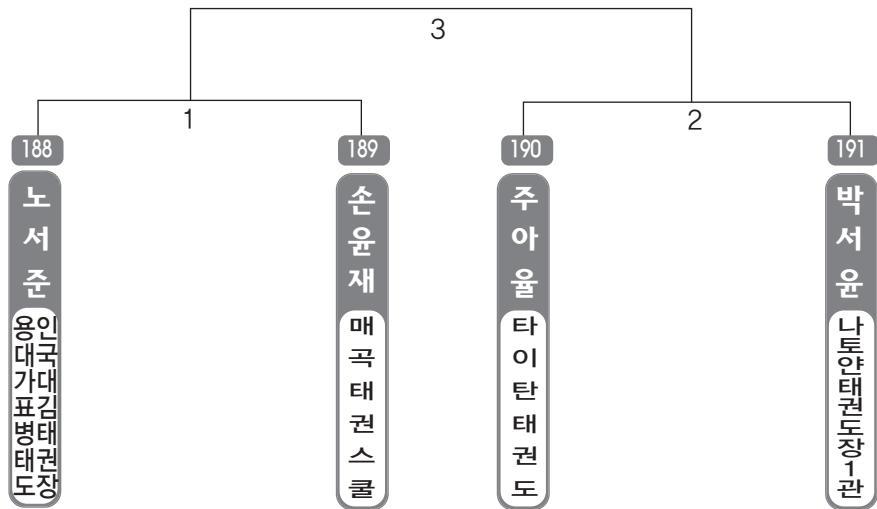 3
1
2
188
노서준
용인대국가대표김병태태권도장
189
손윤재
매곡태권스쿨
190
주아율
타이탄태권도
191
박서윤
나토얀태권도장1관